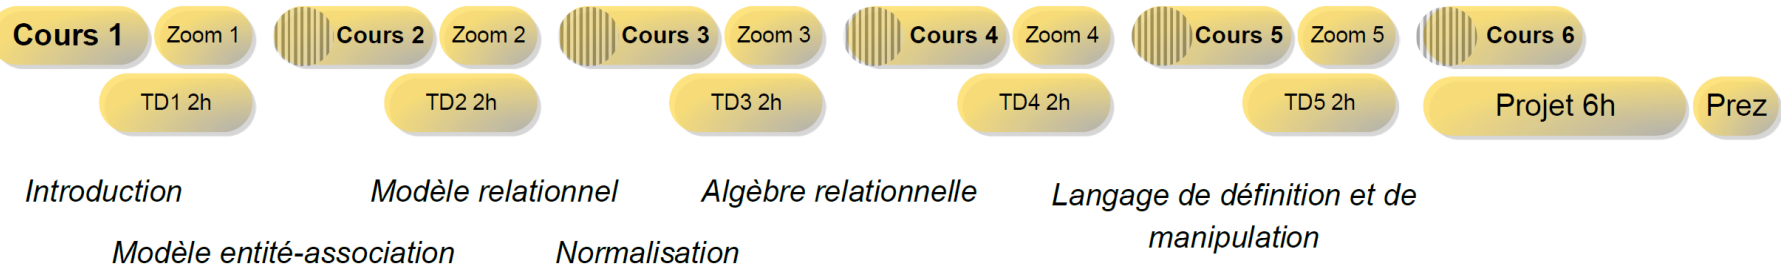 Cours 1 Zoom 1 Cours 2 Zoom 2 Cours 3 Zoom 3 Cours 4 Zoom 4 Cours 5 Zoom 5 Cours 6
TD1 2h TD2 2h TD3 2h TD4 2h TD5 2h Projet 6h Prez
Introduction Modèle relationnel Algèbre relationnelle Langage de définition et de
manipulation
Modèle entité-association Normalisation